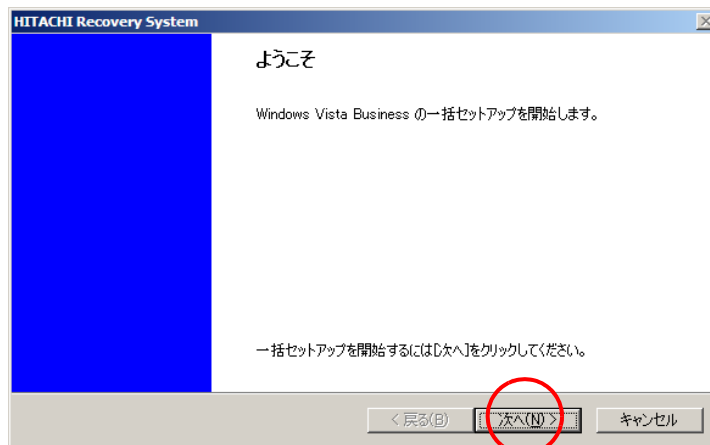 HITACHI Recovery System
ようこそ
Windows Vista Business の一括セットアップを開始します。
一括セットアップを開始するには[次へ]をクリックしてください。
< 戻る(B)
次へ(N) >
キャンセル